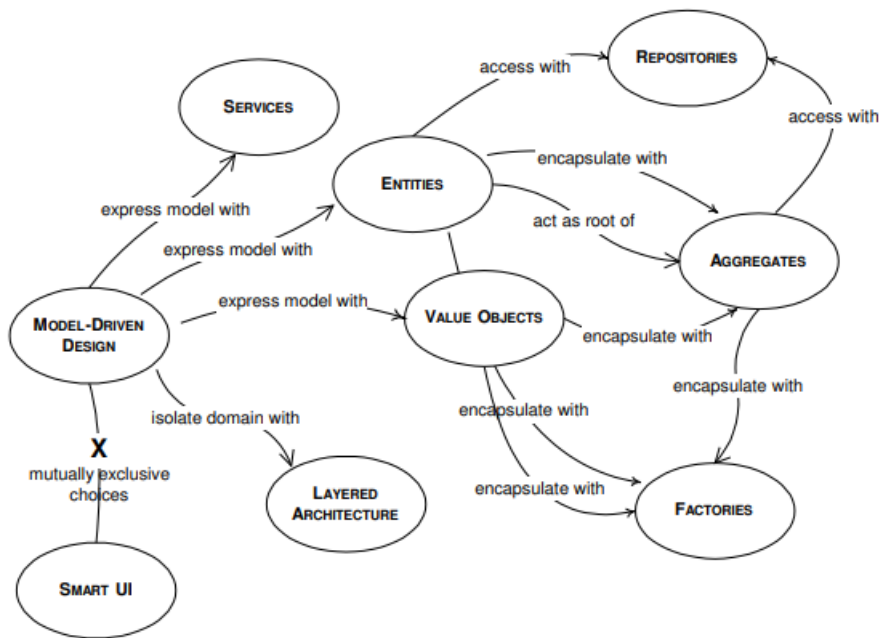 REPOSITORIES
access with
SERVICES
access with
encapsulate with
ENTITIES
express model with
act as root of
express model with
AGGREGATES
express model with
VALUE OBJECTS
MODEL-DRIVEN
DESIGN
encapsulate with
encapsulate with
isolate domain with
encapsulate with
X
mutually exclusive
choices
encapsulate with
LAYERED
ARCHITECTURE
FACTORIES
SMART UI